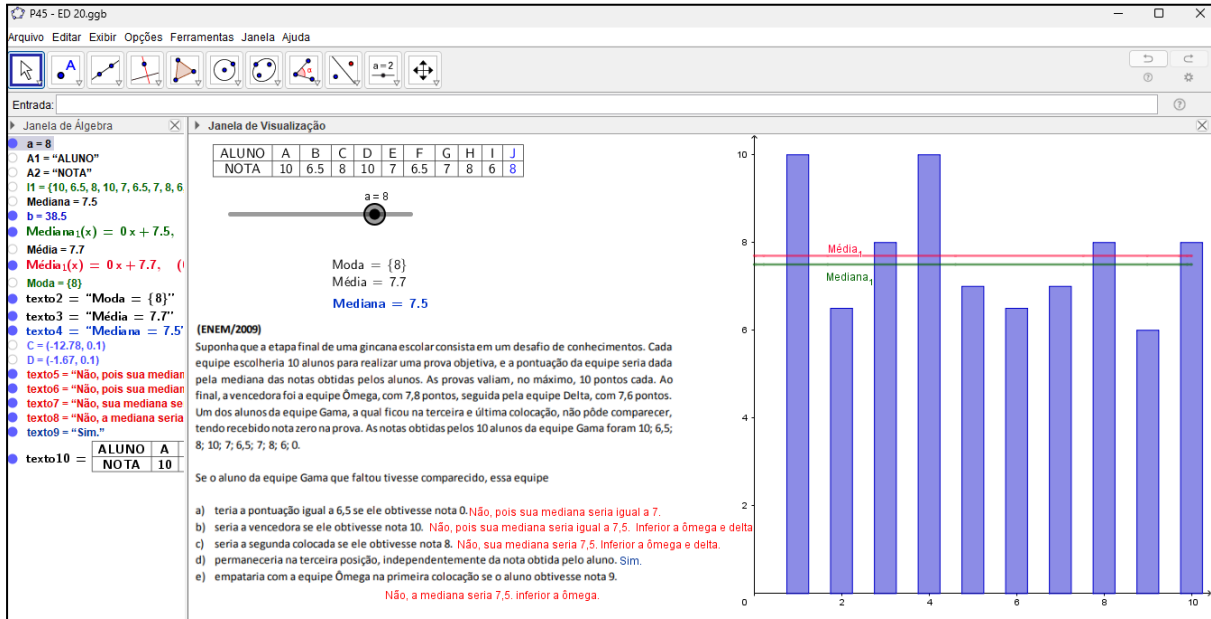 P45 - ED 20.ggb
Arquivo Editar Exibir Opções Ferramentas Janela Ajuda
A
α
a = 2
Entrada:
Janela de Álgebra
a = 8
A1 = “ALUNO”
A2 = “NOTA”
l1 = {10, 6.5, 8, 10, 7, 6.5, 7, 8, 6
Mediana = 7.5
b = 38.5
Mediana₁(x) = 0 x + 7.5,
Média = 7.7
Média₁(x) = 0 x + 7.7, (
Moda = {8}
texto2 = “Moda = {8}”
texto3 = “Média = 7.7”
texto4 = “Mediana = 7.5”
C = (-12.78, 0.1)
D = (-1.67, 0.1)
texto5 = “Não, pois sua median
texto6 = “Não, pois sua median
texto7 = “Não, sua mediana se
texto8 = “Não, a mediana seria
texto9 = “Sim.”
texto10 = ALUNO A
NOTA 10
Janela de Visualização
ALUNO A B C D E F G H I J
NOTA 10 6.5 8 10 7 6.5 7 8 6 8
a = 8
Moda = {8}
Média = 7.7
Mediana = 7.5
(ENEM/2009)
Suponha que a etapa final de uma gincana escolar consista em um desafio de conhecimentos. Cada
equipe escolheria 10 alunos para realizar uma prova objetiva, e a pontuação da equipe seria dada
pela mediana das notas obtidas pelos alunos. As provas valiam, no máximo, 10 pontos cada. Ao
final, a vencedora foi a equipe Ômega, com 7,8 pontos, seguida pela equipe Delta, com 7,6 pontos.
Um dos alunos da equipe Gama, a qual ficou na terceira e última colocação, não pôde comparecer,
tendo recebido nota zero na prova. As notas obtidas pelos 10 alunos da equipe Gama foram 10; 6,5;
8; 10; 7; 6,5; 7; 8; 6; 0.
Se o aluno da equipe Gama que faltou tivesse comparecido, essa equipe
a) teria a pontuação igual a 6,5 se ele obtivesse nota 0. Não, pois sua mediana seria igual a 7.
b) seria a vencedora se ele obtivesse nota 10. Não, pois sua mediana seria igual a 7,5. Inferior a ômega e delta
c) seria a segunda colocada se ele obtivesse nota 8. Não, sua mediana seria 7,5. Inferior a ômega e delta.
d) permaneceria na terceira posição, independentemente da nota obtida pelo aluno. Sim.
e) empataria com a equipe Ômega na primeira colocação se o aluno obtivesse nota 9.
Não, a mediana seria 7,5. inferior a ômega.
10
8
Média₁
Mediana₁
6
4
2
0 2 4 6 8 10